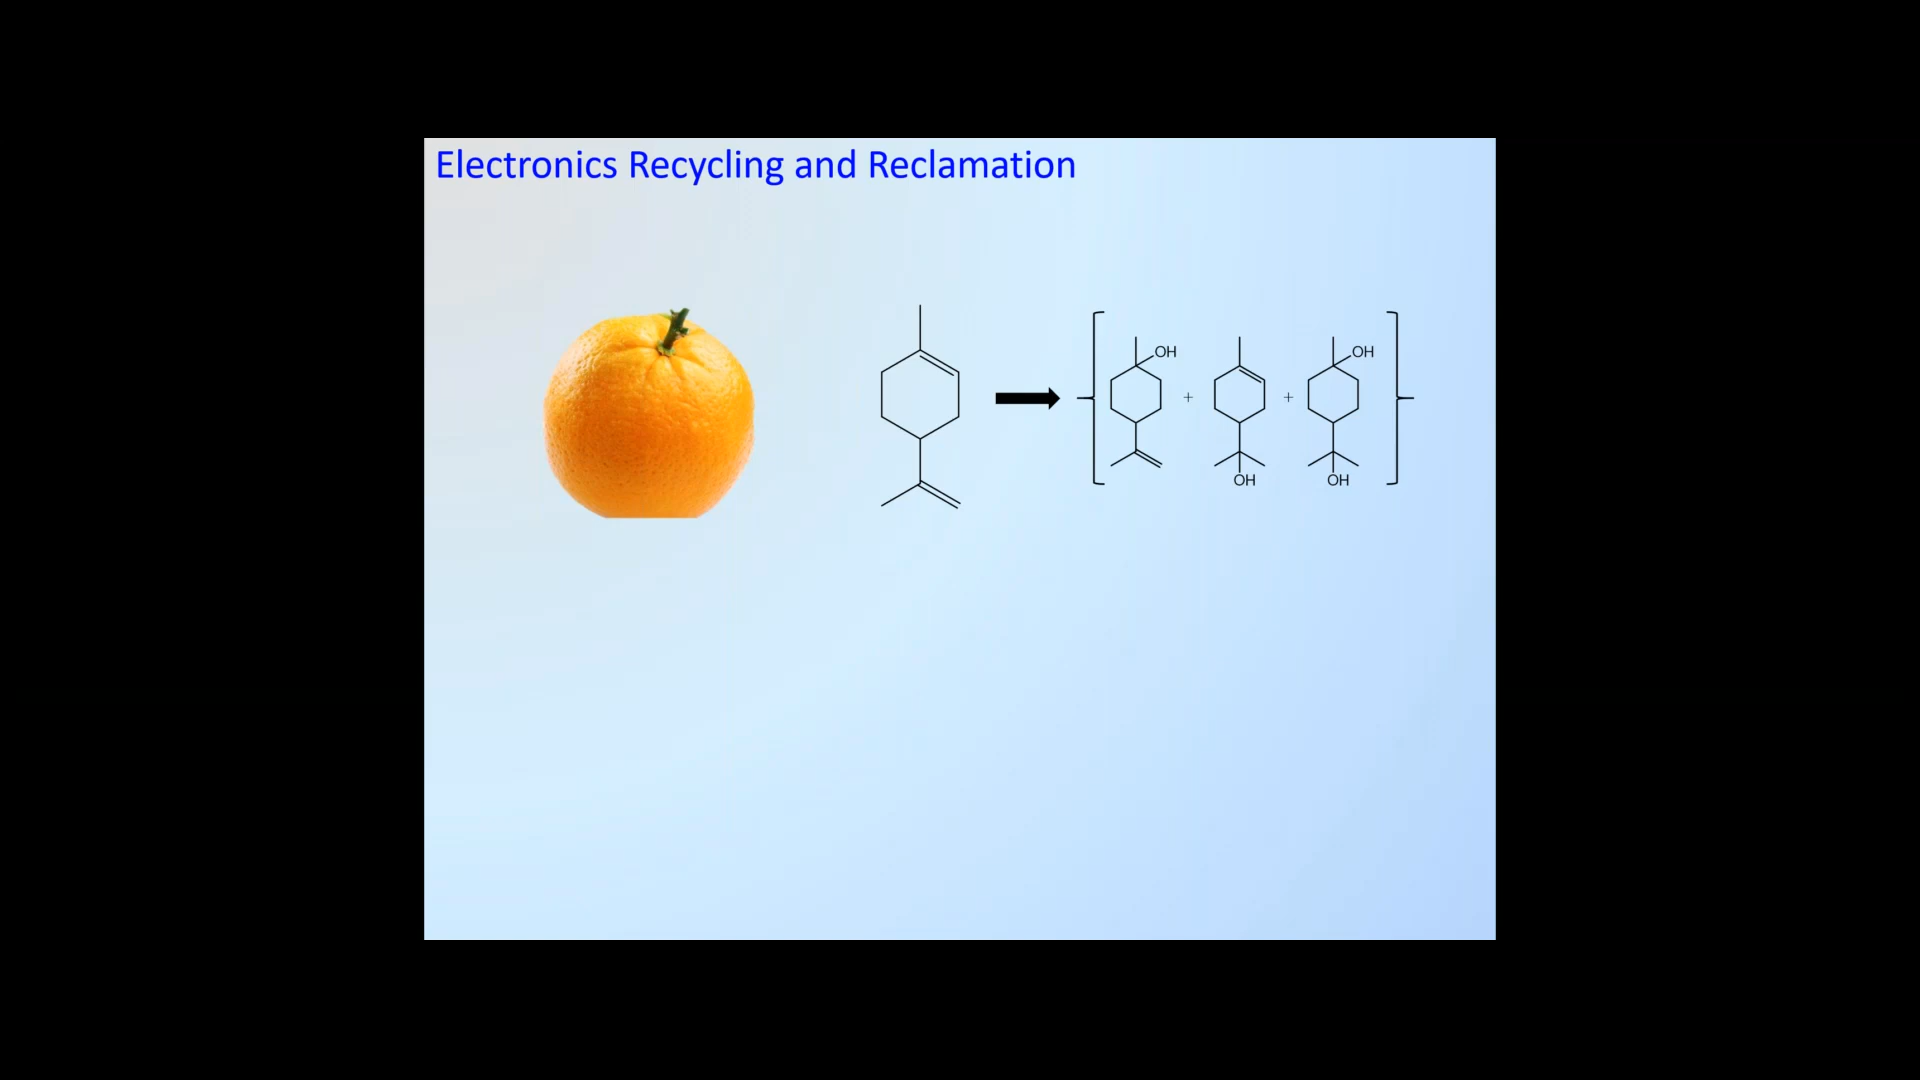 Electronics Recycling and Reclamation
OH + + OH
OH OH